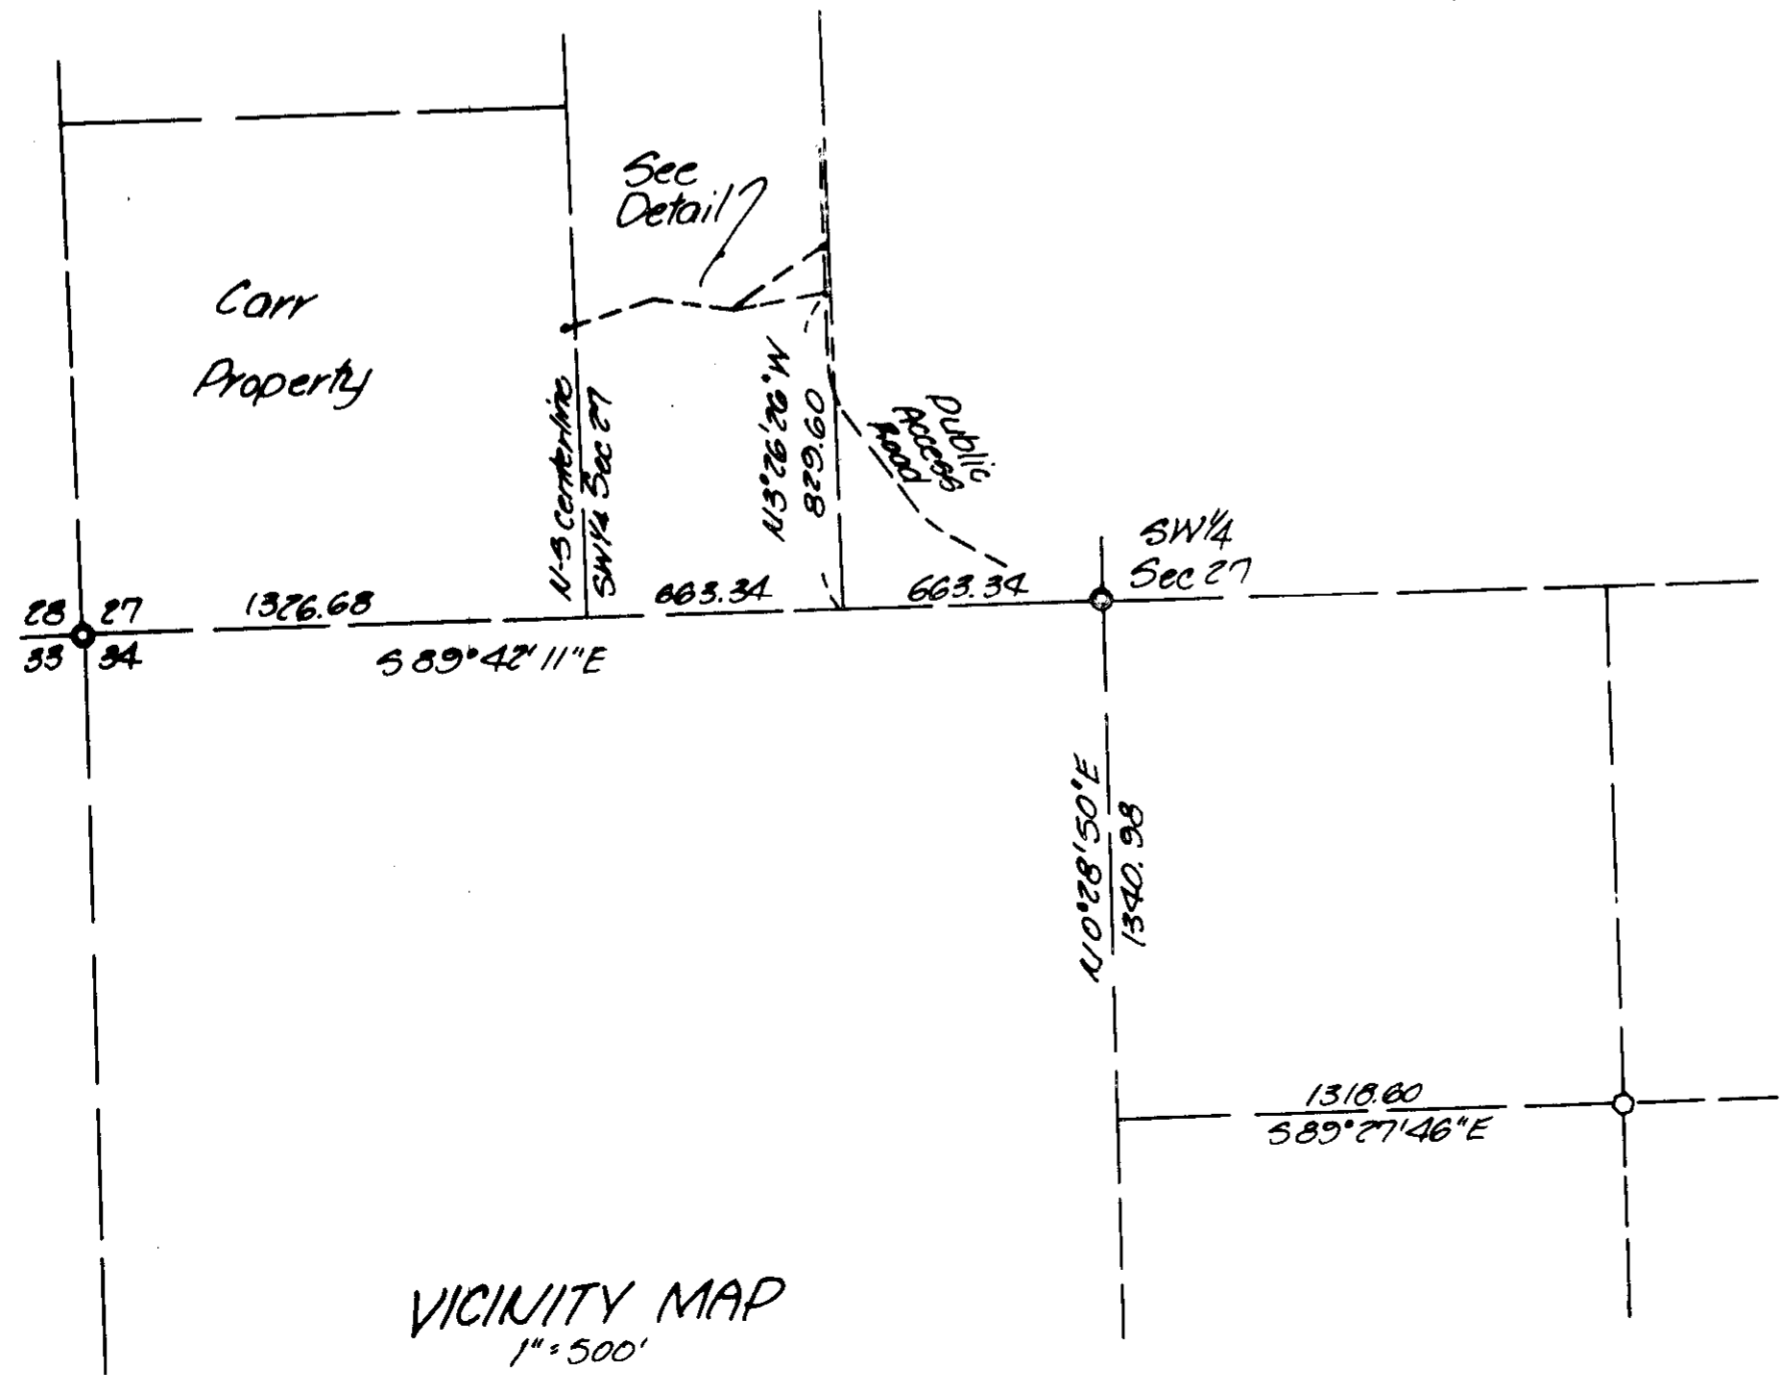 See
Detail
Carr
Property
N-S Centerline
SW¼ Sec 27
N3°26'26"W
829.60
Public
Access
Road
SW¼
Sec 27
28 27
33 34
1326.68
663.34
663.34
S89°42'11"E
N0°28'50"E
1340.98
1318.60
S89°27'46"E
VICINITY MAP
1"=500'